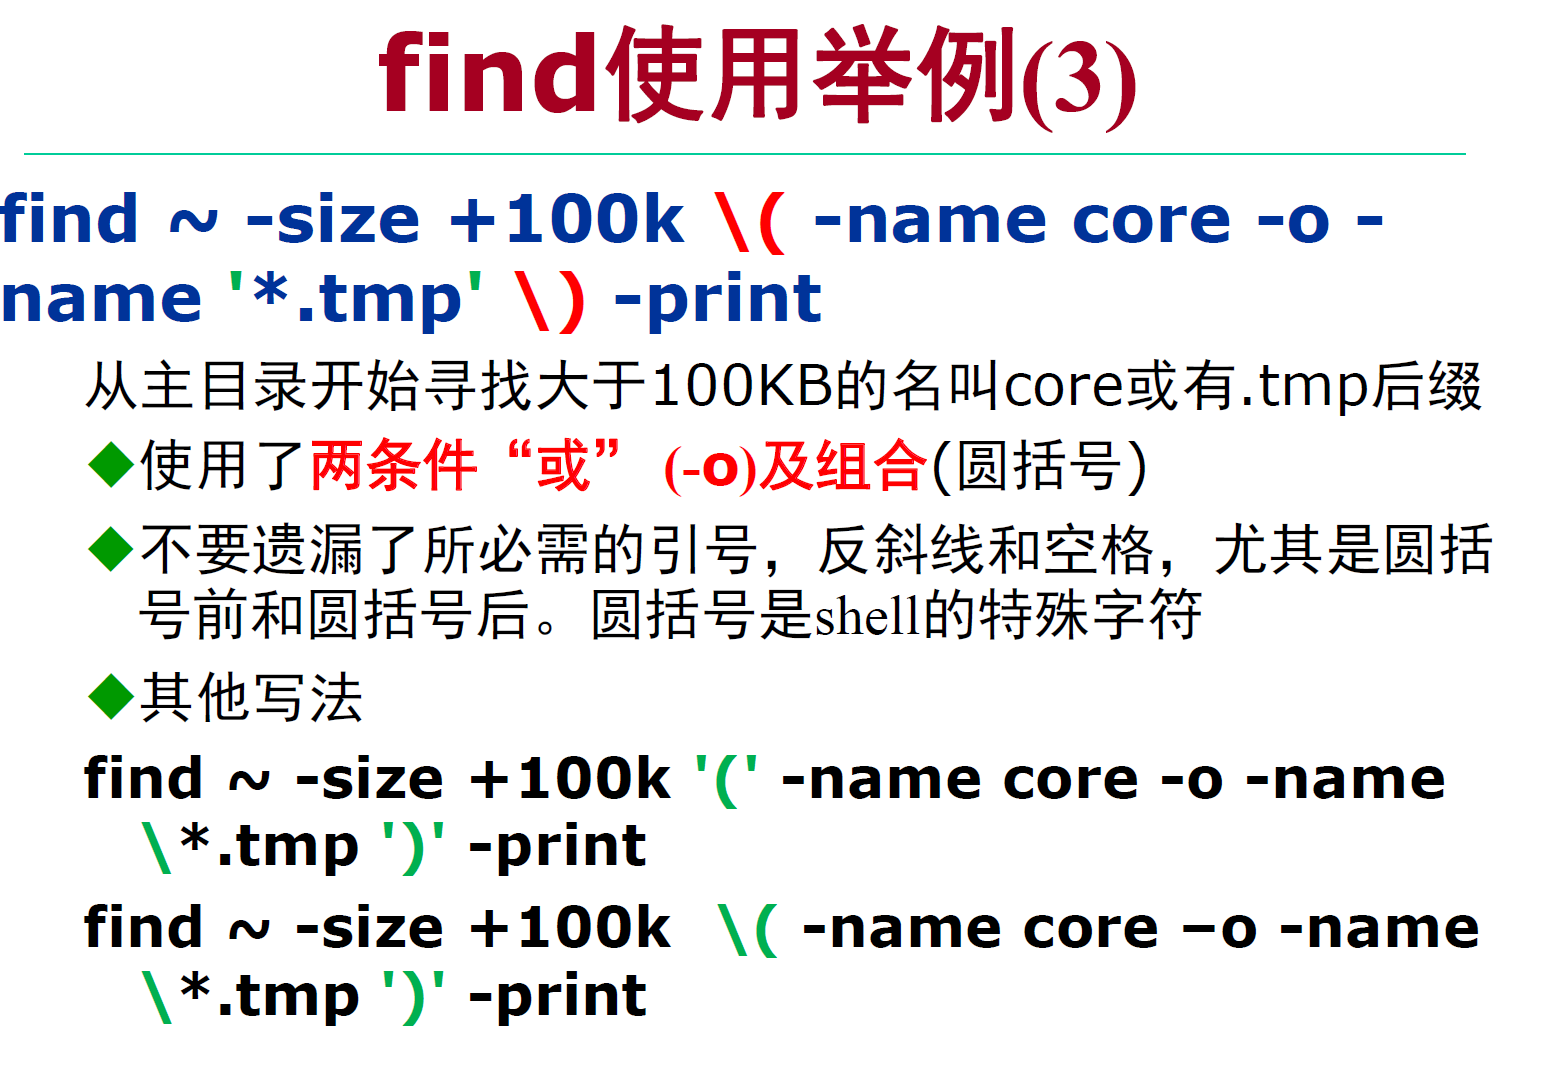 find使用举例(3)
find ~ -size +100k \( -name core -o -
name '*.tmp' \) -print
从主目录开始寻找大于100KB的名叫core或有.tmp后缀
◆使用了两条件“或” (-o)及组合(圆括号)
◆不要遗漏了所必需的引号，反斜线和空格，尤其是圆括
号前和圆括号后。圆括号是shell的特殊字符
◆其他写法
find ~ -size +100k '(' -name core -o -name
\*.tmp ')' -print
find ~ -size +100k  \( -name core –o -name
\*.tmp ')' -print